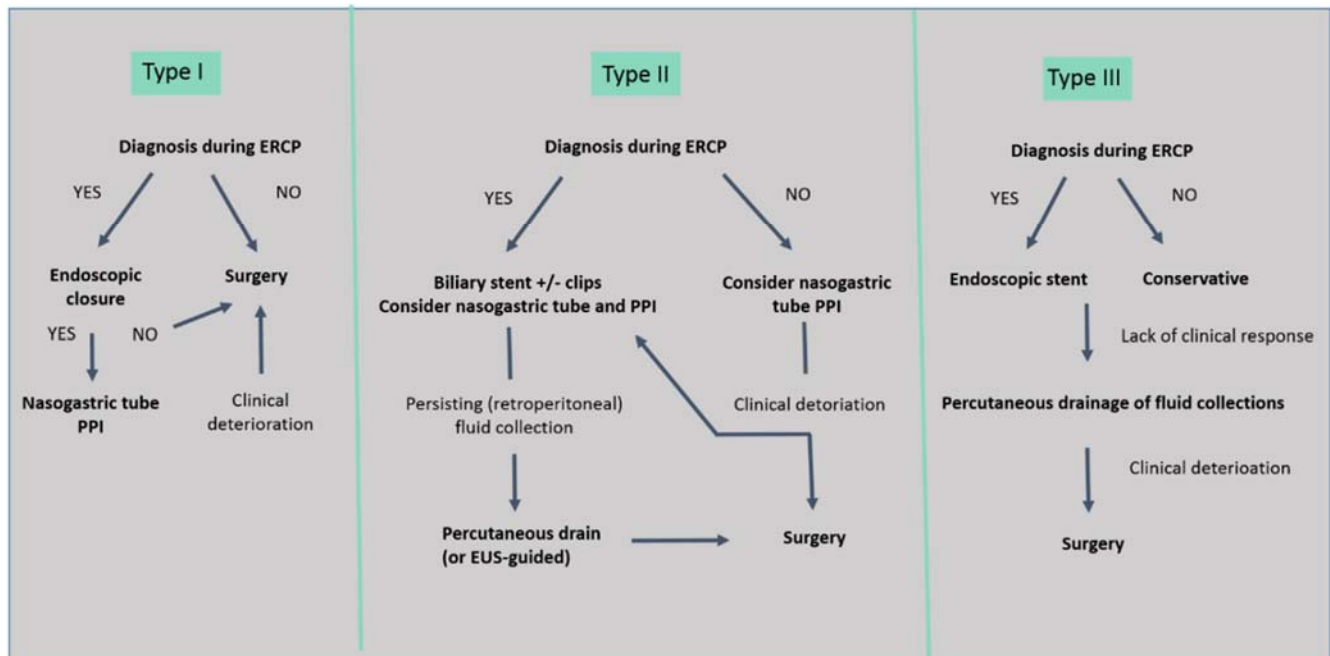 Type I
Diagnosis during ERCP
YES
NO
Endoscopic
closure
Surgery
YES
NO
Nasogastric tube
PPI
Clinical
deterioration
Type II
Diagnosis during ERCP
YES
NO
Biliary stent +/- clips
Consider nasogastric tube and PPI
Consider nasogastric
tube PPI
Persisting (retroperitoneal)
fluid collection
Clinical detoriation
Percutaneous drain
(or EUS-guided)
Surgery
Type III
Diagnosis during ERCP
YES
NO
Endoscopic stent
Conservative
Lack of clinical response
Percutaneous drainage of fluid collections
Clinical deterioation
Surgery